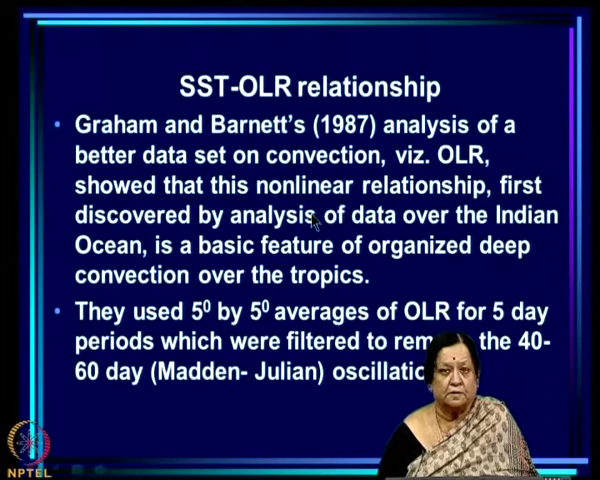 SST-OLR relationship
• Graham and Barnett's (1987) analysis of a
better data set on convection, viz. OLR,
showed that this nonlinear relationship, first
discovered by analysis of data over the Indian
Ocean, is a basic feature of organized deep
convection over the tropics.
• They used 5⁰ by 5⁰ averages of OLR for 5 day
periods which were filtered to the 40-
60 day (Madden- Julian)
NPTEL